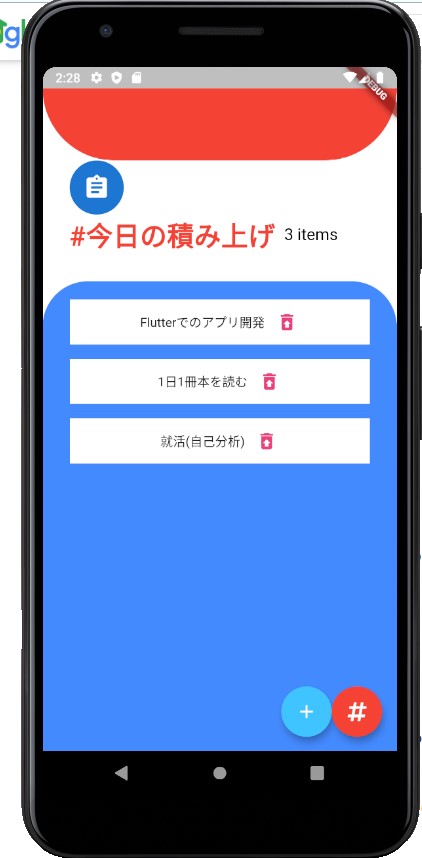 2:28
DEBUG
#今日の積み上げ 3 items
Flutterでのアプリ開発
1日1冊本を読む
就活(自己分析)
+ #